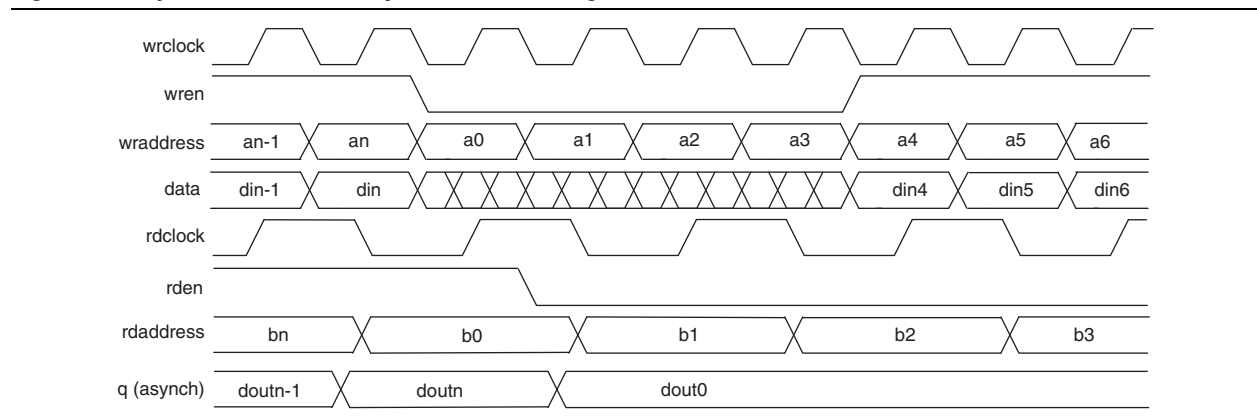 wrclock
wren
wraddress an-1 an a0 a1 a2 a3 a4 a5 a6
data din-1 din din4 din5 din6
rdclock
rden
rdaddress bn b0 b1 b2 b3
q (asynch) doutn-1 doutn dout0